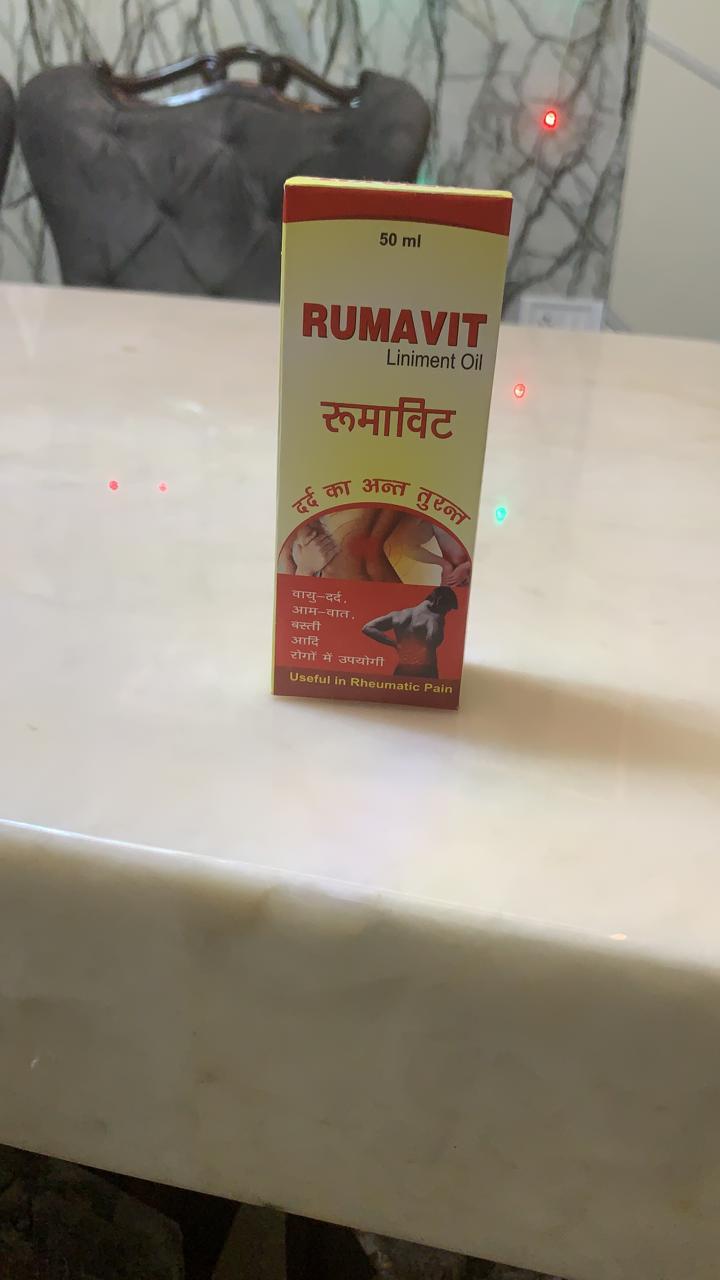 50 ml
RUMAVIT
Liniment Oil
रूमाविट
दर्द का अन्त तुरन्त
वायु-दर्द,
आम-वात,
बस्ती
आदि
रोगों में उपयोगी
Useful in Rheumatic Pain